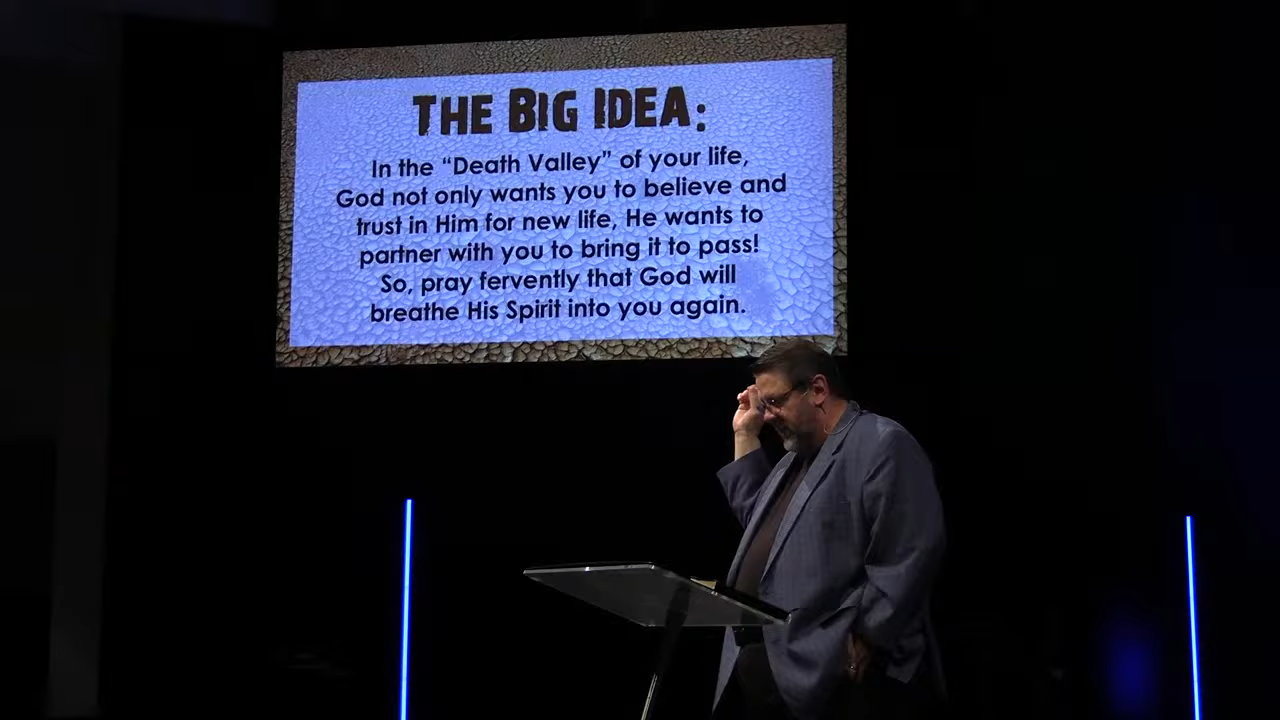 THE BIG IDEA:
In the “Death Valley” of your life,
God not only wants you to believe and
trust in Him for new life, He wants to
partner with you to bring it to pass!
So, pray fervently that God will
breathe His Spirit into you again.